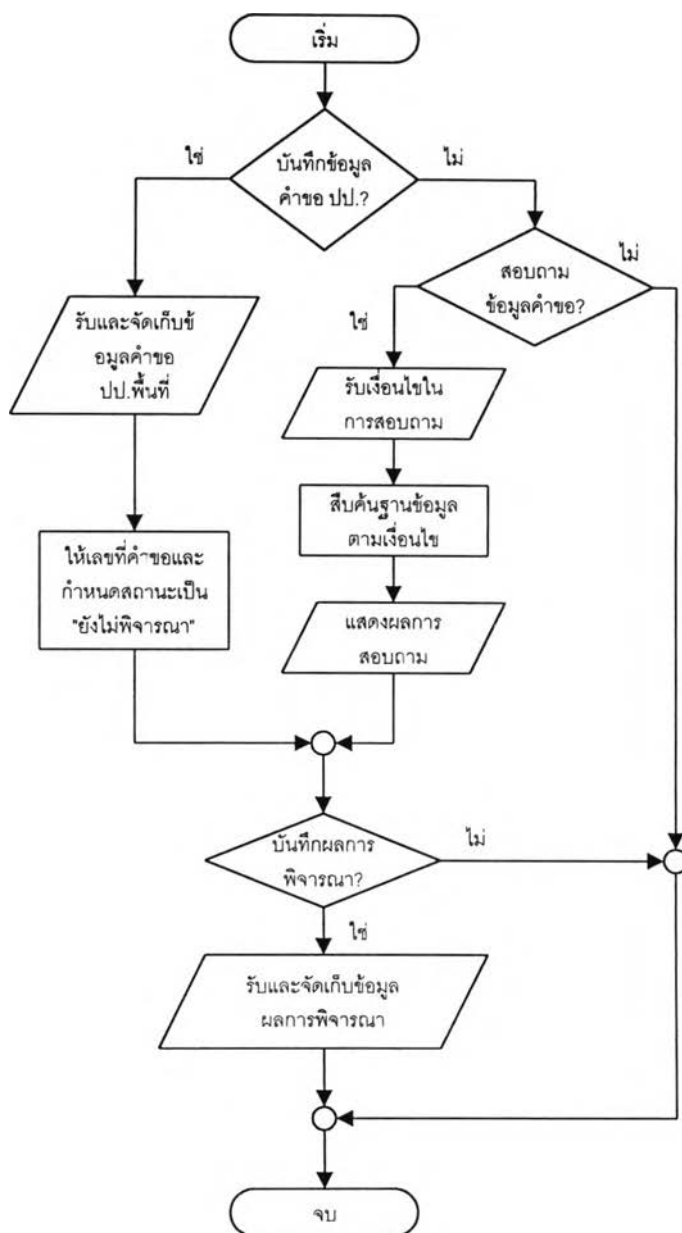 เริ่ม
ใช่
บันทึกข้อมูล
คำขอ ปป.?
ไม่
สอบถาม
ข้อมูลคำขอ?
ไม่
ใช่
รับและจัดเก็บข้
อมูลคำขอ
ปป.พื้นที่
รับเงื่อนไขใน
การสอบถาม
สืบค้นฐานข้อมูล
ตามเงื่อนไข
ให้เลขที่คำขอและ
กำหนดสถานะเป็น
"ยังไม่พิจารณา"
แสดงผลการ
สอบถาม
บันทึกผลการ
พิจารณา?
ไม่
ใช่
รับและจัดเก็บข้อมูล
ผลการพิจารณา
จบ